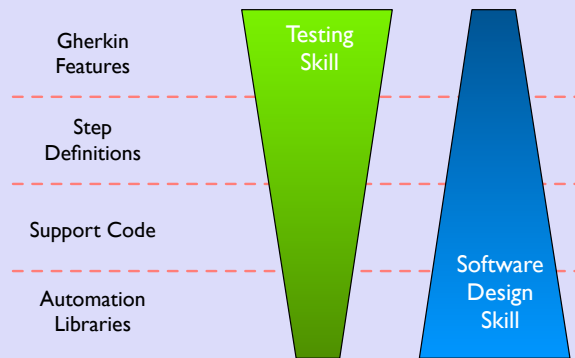 Gherkin
Features
Testing
Skill
Step
Definitions
Support Code
Automation
Libraries
Software
Design
Skill